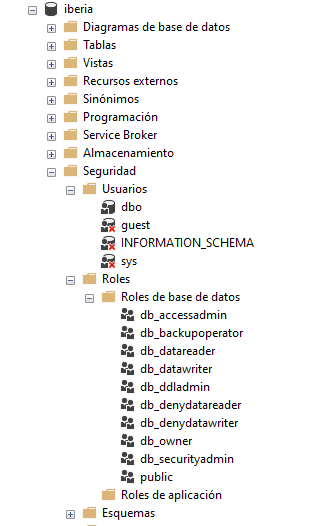 iberia
Diagramas de base de datos
Tablas
Vistas
Recursos externos
Sinónimos
Programación
Service Broker
Almacenamiento
Seguridad
Usuarios
dbo
guest
INFORMATION_SCHEMA
sys
Roles
Roles de base de datos
db_accessadmin
db_backupoperator
db_datareader
db_datawriter
db_ddladmin
db_denydatareader
db_denydatawriter
db_owner
db_securityadmin
public
Roles de aplicación
Esquemas